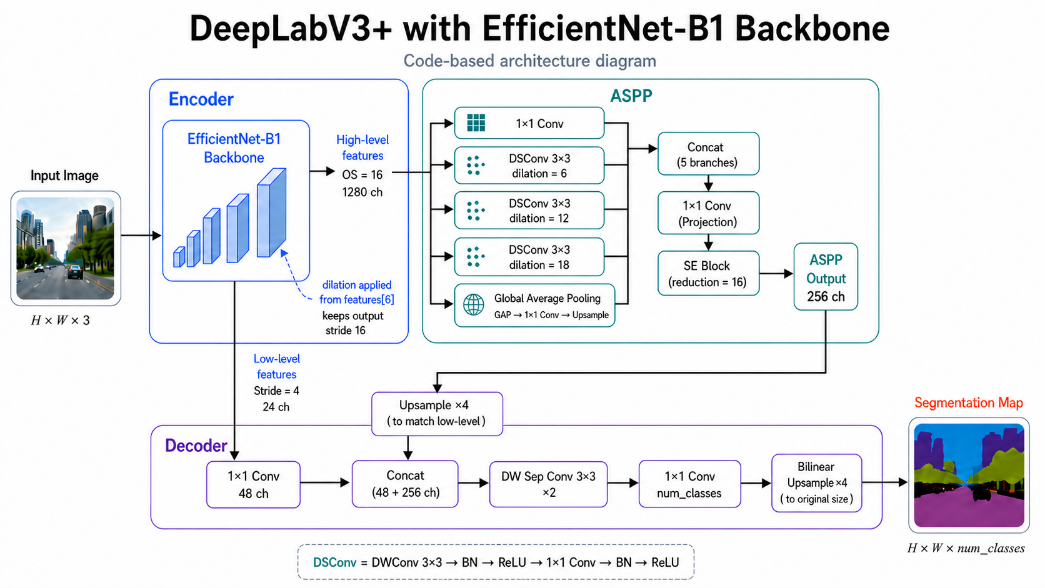 DeepLabV3+ with EfficientNet-B1 Backbone
Code-based architecture diagram
Input Image
H × W × 3
Encoder
EfficientNet-B1
Backbone
High-level
features
OS = 16
1280 ch
dilation applied
from features[6]
keeps output
stride 16
ASPP
1×1 Conv
DSConv 3×3
dilation = 6
DSConv 3×3
dilation = 12
DSConv 3×3
dilation = 18
Global Average Pooling
GAP → 1×1 Conv → Upsample
Concat
(5 branches)
1×1 Conv
(Projection)
SE Block
(reduction = 16)
ASPP
Output
256 ch
Low-level
features
Stride = 4
24 ch
Upsample ×4
( to match low-level )
Decoder
1×1 Conv
48 ch
Concat
(48 + 256 ch)
DW Sep Conv 3×3
×2
1×1 Conv
num_classes
Bilinear
Upsample ×4
( to original size)
Segmentation Map
H × W × num_classes
DSConv = DWConv 3×3 → BN → ReLU → 1×1 Conv → BN → ReLU